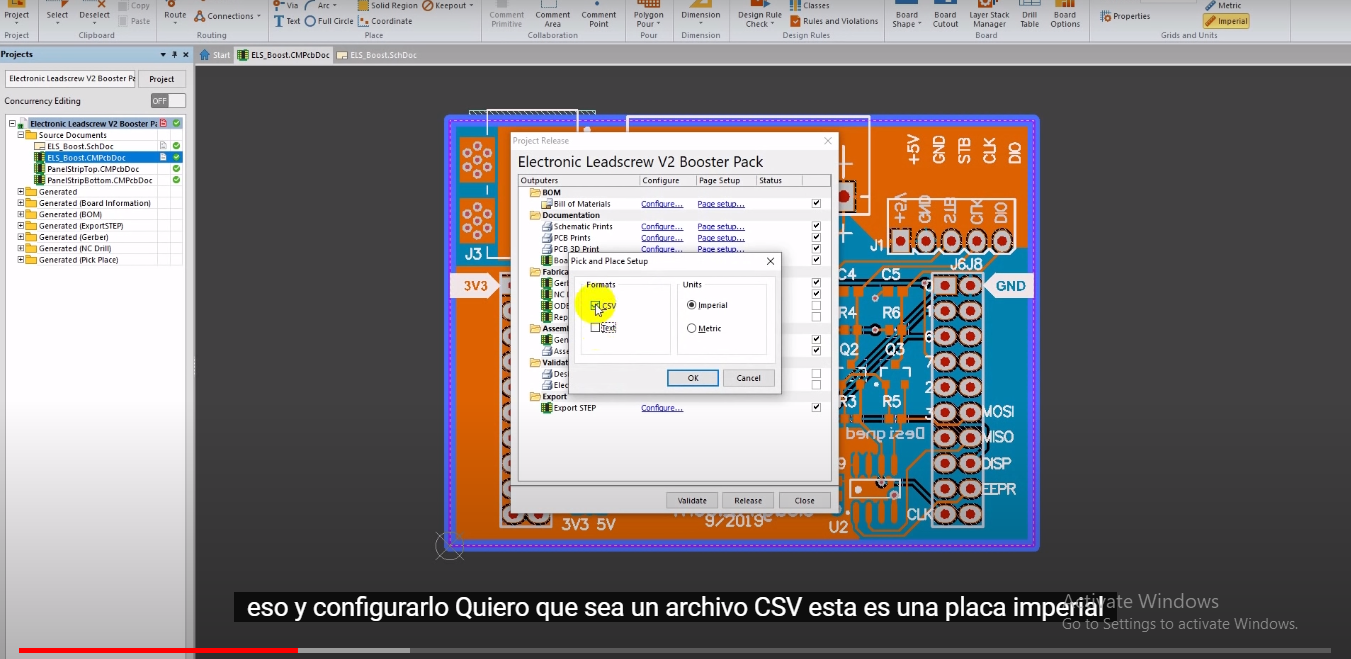 Project
Select
Deselect
Copy
Paste
Route
Connections
Via
Arc
Text
Full Circle
Solid Region
Keepout
Coordinate
Comment Primitive
Comment Area
Comment Point
Polygon Pour
Dimension
Design Rule Check
Classes
Rules and Violations
Board Shape
Board Cutout
Layer Stack Manager
Drill Table
Board Options
Properties
Metric
Imperial
Project
Clipboard
Routing
Place
Collaboration
Pour
Dimension
Design Rules
Board
Grids and Units
Projects
Start
ELS_Boost.CMPcbDoc
ELS_Boost.SchDoc
Electronic Leadscrew V2 Booster Pa
Project
Concurrency Editing
OFF
Electronic Leadscrew V2 Booster Pa
Source Documents
ELS_Boost.SchDoc
ELS_Boost.CMPcbDoc
PanelStripTop.CMPcbDoc
PanelStripBottom.CMPcbDoc
Generated
Generated (Board Information)
Generated (BOM)
Generated (ExportSTEP)
Generated (Gerber)
Generated (NC Drill)
Generated (Pick Place)
Project Release
Electronic Leadscrew V2 Booster Pack
Outputers Configure Page Setup Status
BOM
Bill of Materials Configure... Page setup...
Documentation
Schematic Prints Configure... Page setup...
PCB Prints Configure... Page setup...
PCB 3D Print Configure... Page setup...
Boa
Fabrica
Gerl
NC
ODE
Rep
Assem
Gen
Asse
Validat
Des
Elec
Export
Export STEP Configure...
Validate
Release
Close
Pick and Place Setup
Formats
Units
CSV
Imperial
Text
Metric
OK
Cancel
+5V
GND
STB
CLK
DIO
+5V
GND
STB
CLK
DIO
J1
J3
J6J8
3V3
GND
C4
C5
R4
R6
Q2
Q3
R3
R5
MOSI
MISO
DISP
EEPR
CLK
Designed
U2
3V3 5V
9/2019
eso y configurarlo Quiero que sea un archivo CSV esta es una placa imperial
Activate Windows
Go to Settings to activate Windows.